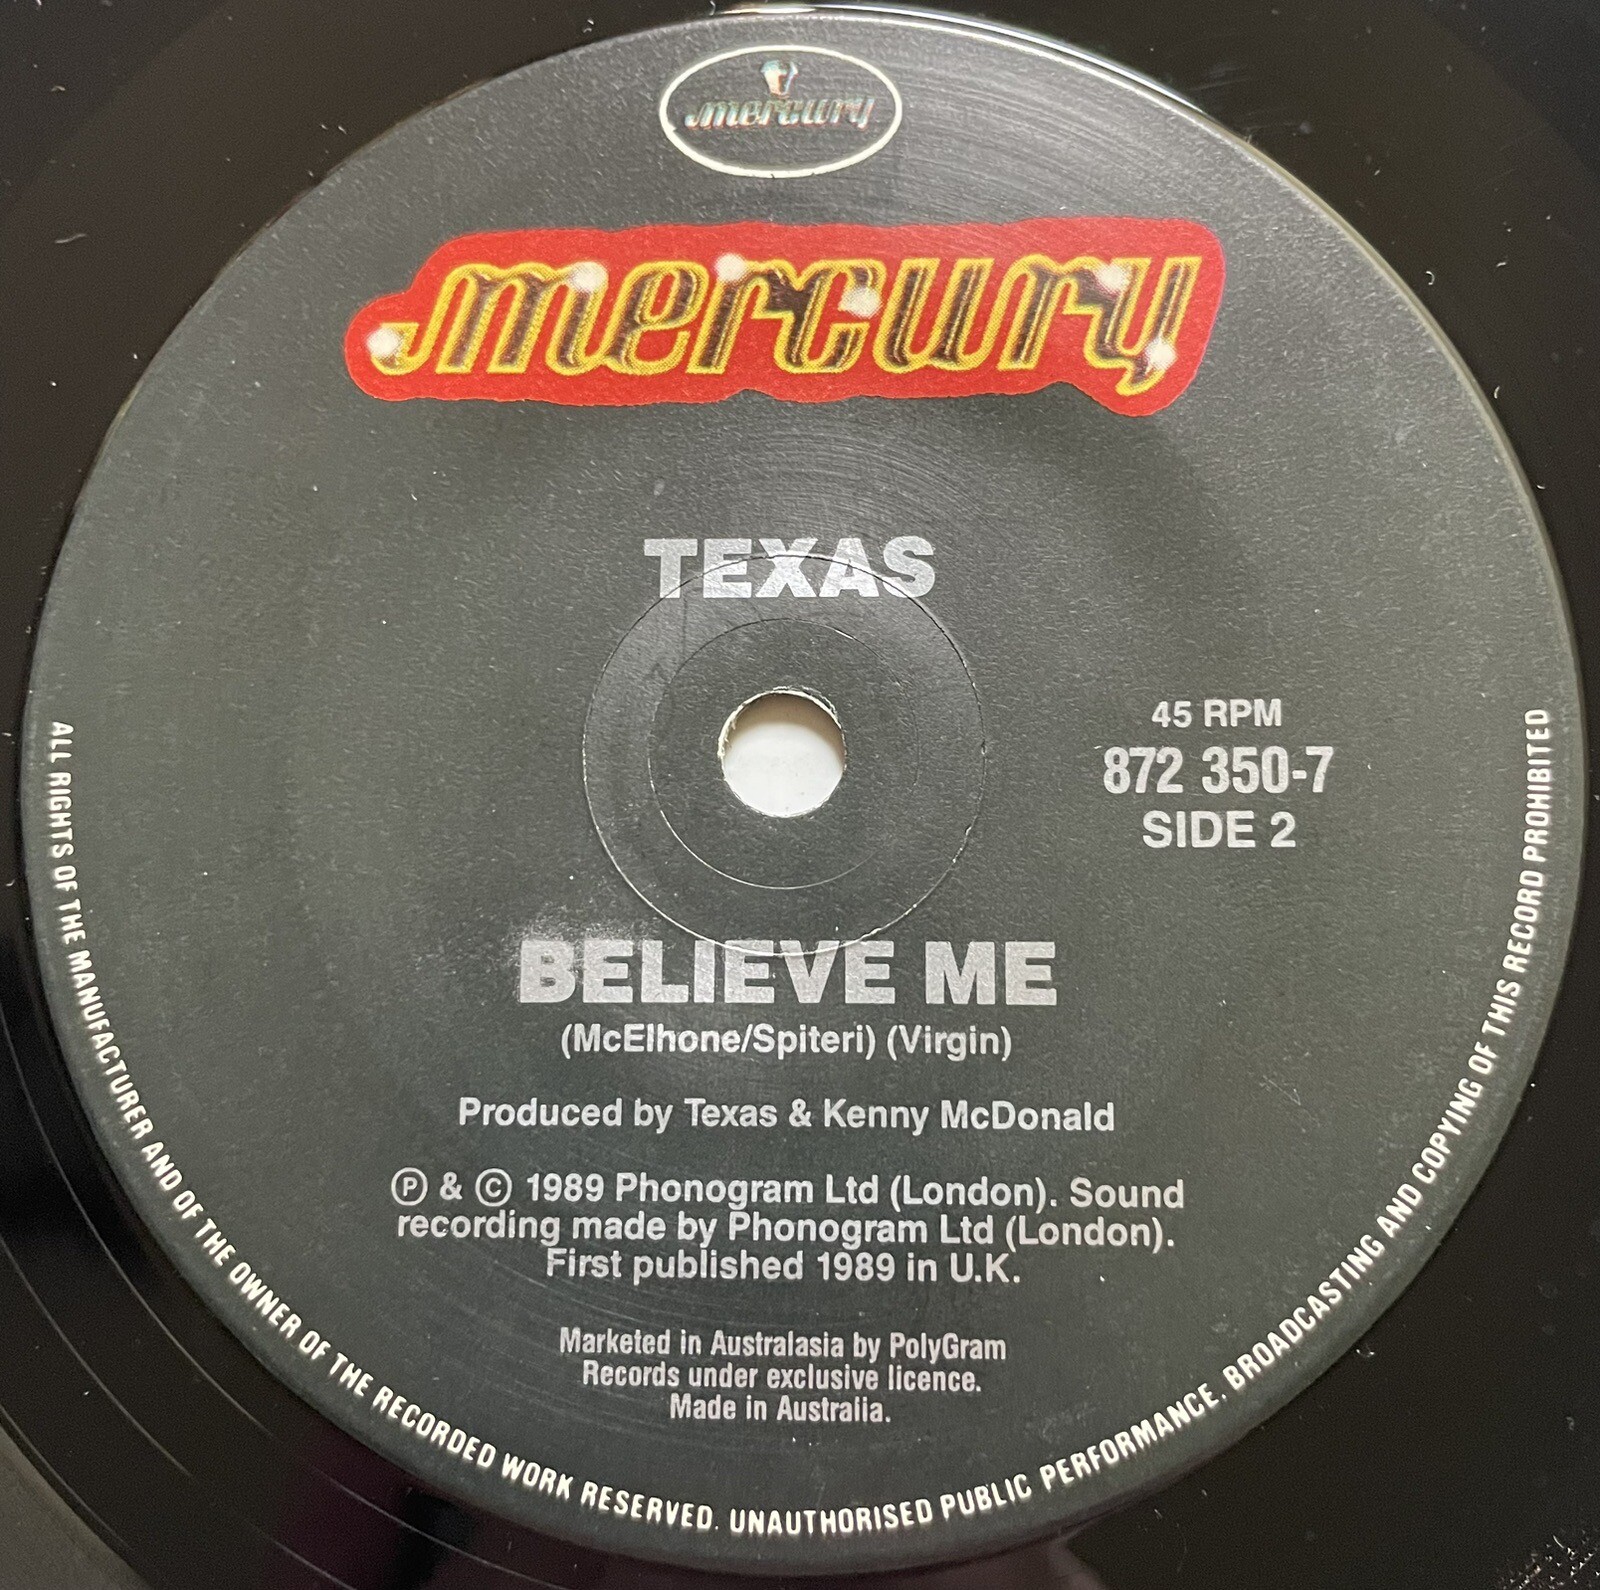 mercury
mercury
TEXAS
45 RPM
872 350-7
SIDE 2
BELIEVE ME
(McElhone/Spiteri) (Virgin)
Produced by Texas & Kenny McDonald
Ⓟ & © 1989 Phonogram Ltd (London). Sound
recording made by Phonogram Ltd (London).
First published 1989 in U.K.
Marketed in Australasia by PolyGram
Records under exclusive licence.
Made in Australia.
ALL RIGHTS OF THE MANUFACTURER AND OF THE OWNER OF THE RECORDED WORK RESERVED. UNAUTHORISED PUBLIC PERFORMANCE, BROADCASTING AND COPYING OF THIS RECORD PROHIBITED